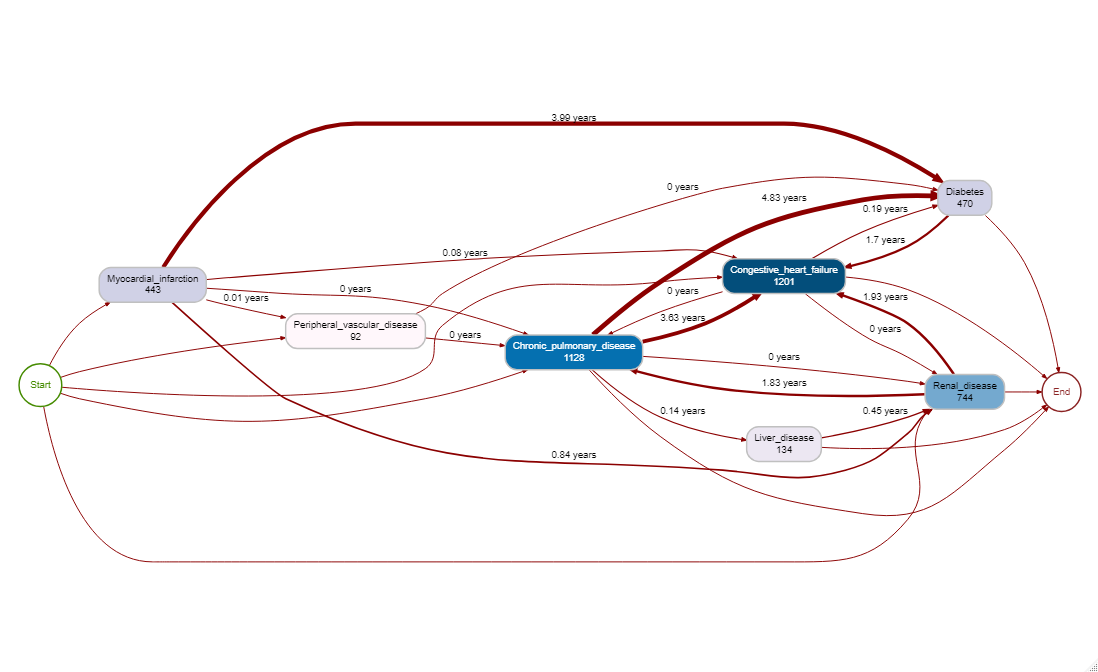 3.99 years
0 years
Diabetes
470
4.83 years
0.19 years
1.7 years
0.08 years
Congestive_heart_failure
1201
Myocardial_infarction
443
0 years
0 years
0.01 years
1.93 years
3.63 years
Peripheral_vascular_disease
92
0 years
0 years
Chronic_pulmonary_disease
1128
0 years
Start
1.83 years
Renal_disease
744
End
0.14 years
0.45 years
Liver_disease
134
0.84 years